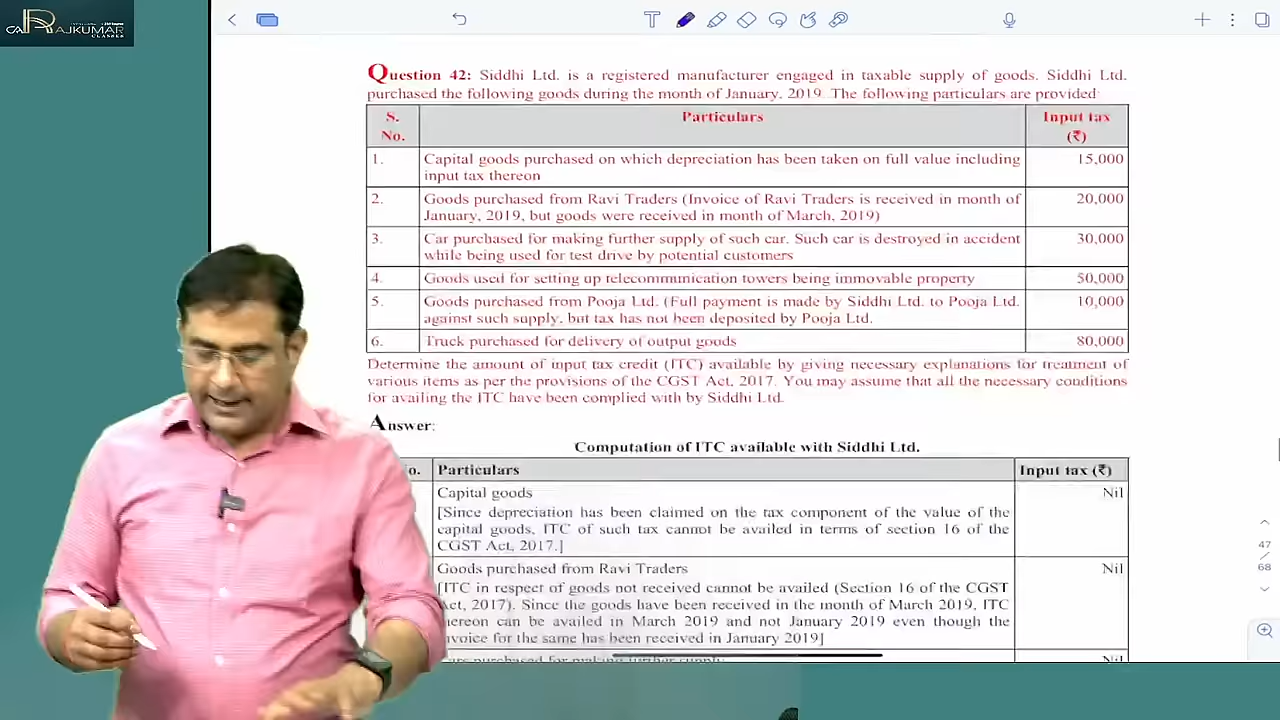 CA RAJKUMAR
CLASSES
Question 42: Siddhi Ltd. is a registered manufacturer engaged in taxable supply of goods. Siddhi Ltd.
purchased the following goods during the month of January, 2019. The following particulars are provided:
S. No. Particulars Input tax (₹)
1. Capital goods purchased on which depreciation has been taken on full value including 15,000
input tax thereon
2. Goods purchased from Ravi Traders (Invoice of Ravi Traders is received in month of 20,000
January, 2019, but goods were received in month of March, 2019)
3. Car purchased for making further supply of such car. Such car is destroyed in accident 30,000
while being used for test drive by potential customers
4. Goods used for setting up telecommunication towers being immovable property 50,000
5. Goods purchased from Pooja Ltd. (Full payment is made by Siddhi Ltd. to Pooja Ltd. 10,000
against such supply, but tax has not been deposited by Pooja Ltd.
6. Truck purchased for delivery of output goods 80,000
Determine the amount of input tax credit (ITC) available by giving necessary explanations for treatment of
various items as per the provisions of the CGST Act, 2017. You may assume that all the necessary conditions
for availing the ITC have been complied with by Siddhi Ltd.
Answer:
Computation of ITC available with Siddhi Ltd.
o. Particulars Input tax (₹)
Capital goods Nil
[Since depreciation has been claimed on the tax component of the value of the
capital goods, ITC of such tax cannot be availed in terms of section 16 of the
CGST Act, 2017.]
Goods purchased from Ravi Traders Nil
[ITC in respect of goods not received cannot be availed (Section 16 of the CGST
Act, 2017). Since the goods have been received in the month of March 2019, ITC
hereon can be availed in March 2019 and not January 2019 even though the
nvoice for the same has been received in January 2019]
Cars purchased for making further supply Nil
47
/
68